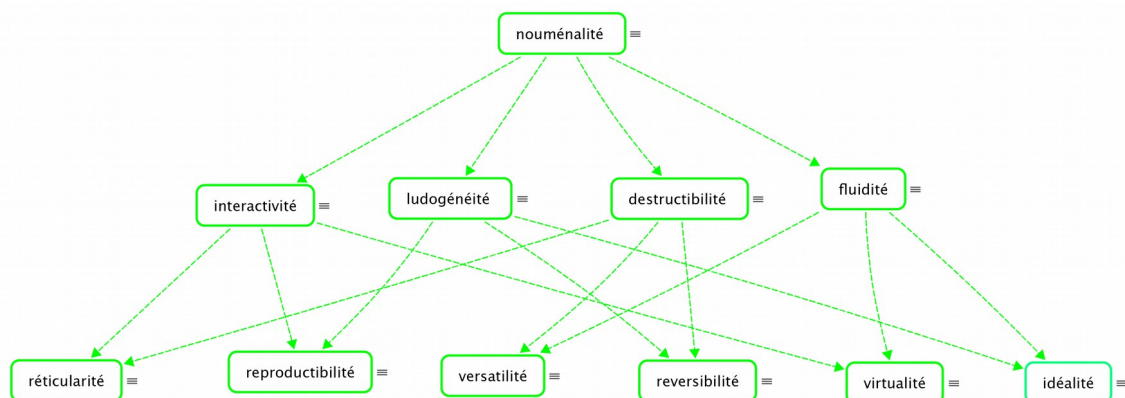 nouménalité
interactivité
ludogénéité
destructibilité
fluidité
réticularité
reproductibilité
versatilité
reversibilité
virtualité
idéalité